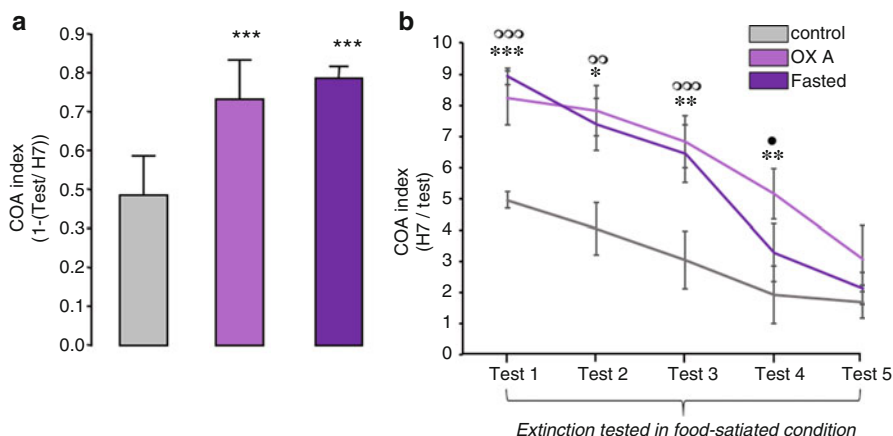 a
COA index
(1-(Test/ H7))
0.9
0.8
0.7
0.6
0.5
0.4
0.3
0.2
0.1
0.0
***
***
b
COA index
(H7 / test)
10
9
8
7
6
5
4
3
2
1
0
***
*
**
**
control
OX A
Fasted
Test 1
Test 2
Test 3
Test 4
Test 5
Extinction tested in food-satiated condition